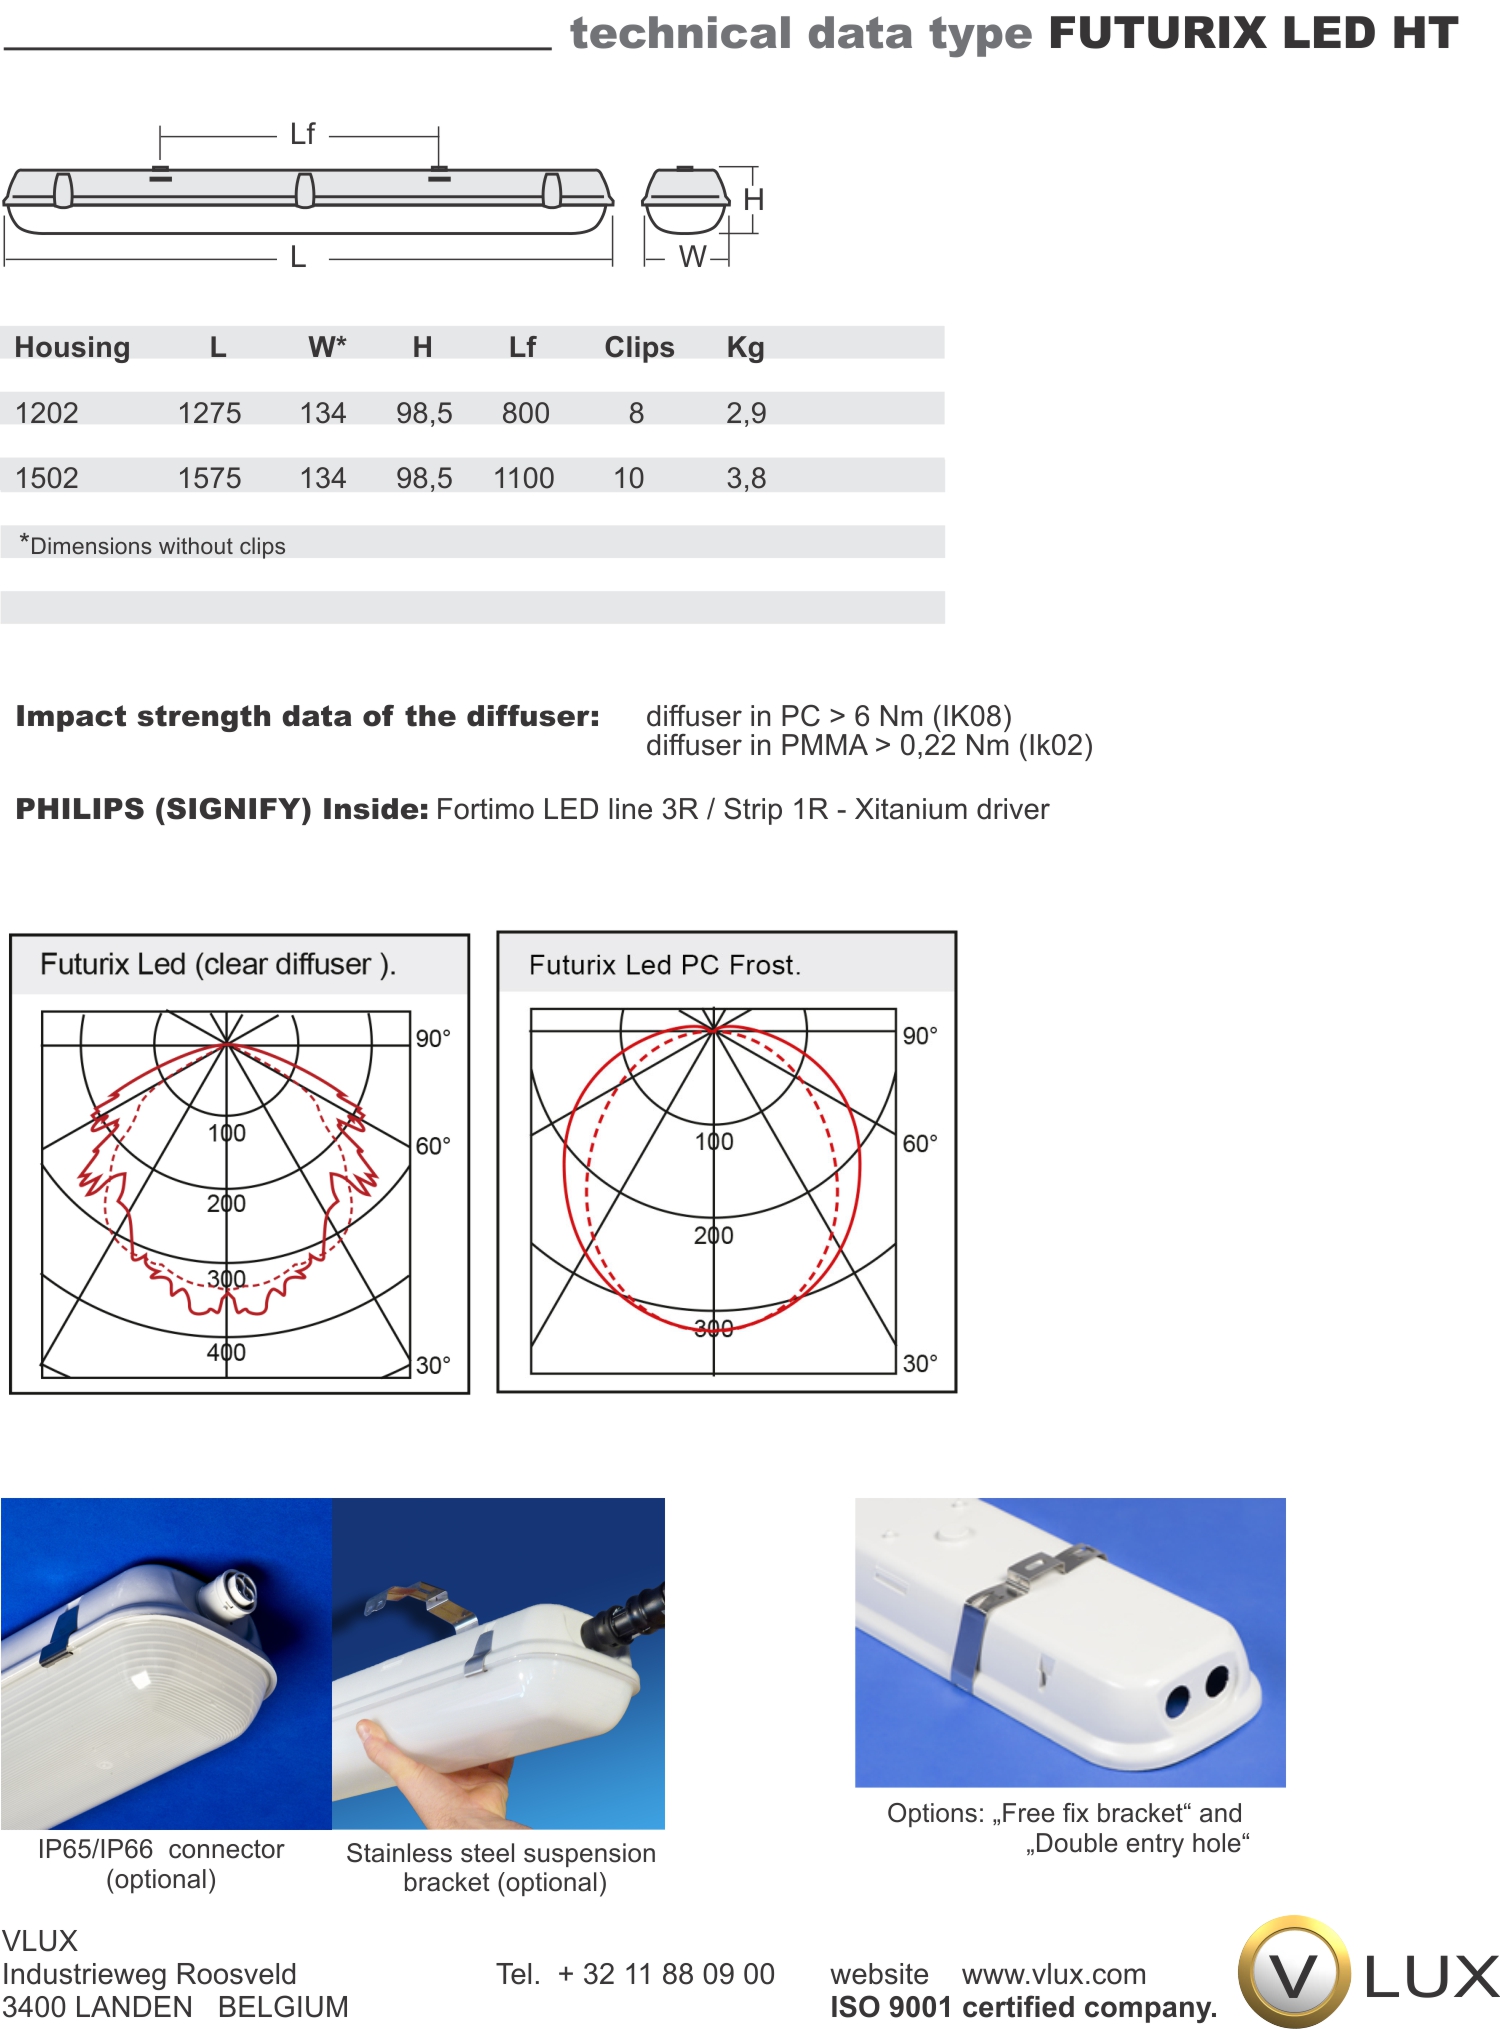 technical data type FUTURIX LED HT
Lf
H
L
W
Housing L W* H Lf Clips Kg
1202 1275 134 98,5 800 8 2,9
1502 1575 134 98,5 1100 10 3,8
*Dimensions without clips
Impact strength data of the diffuser: diffuser in PC > 6 Nm (IK08)
diffuser in PMMA > 0,22 Nm (Ik02)
PHILIPS (SIGNIFY) Inside: Fortimo LED line 3R / Strip 1R - Xitanium driver
Futurix Led (clear diffuser ).
90°
100
60°
200
300
400
30°
Futurix Led PC Frost.
90°
100
60°
200
300
30°
IP65/IP66 connector
(optional)
Stainless steel suspension
bracket (optional)
Options: „Free fix bracket“ and
„Double entry hole“
VLUX
Industrieweg Roosveld
3400 LANDEN BELGIUM
Tel. + 32 11 88 09 00
website www.vlux.com
ISO 9001 certified company.
V LUX